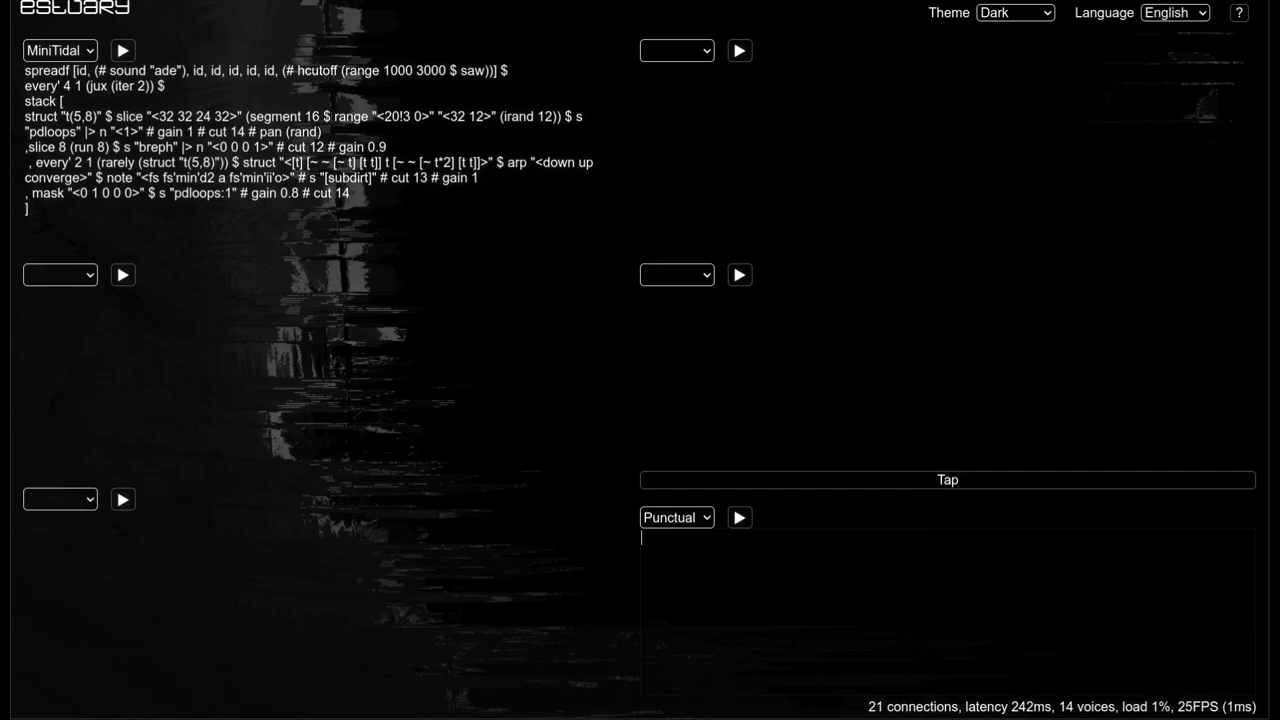 estuary
Theme Dark Language English ?
MiniTidal
spreadf [id, (# sound "ade"), id, id, id, id, id, (# hcutoff (range 1000 3000 $ saw))] $
every' 4 1 (jux (iter 2)) $
stack [
struct "t(5,8)" $ slice "<32 32 24 32>" (segment 16 $ range "<20!3 0>" "<32 12>" (irand 12)) $ s
"pdloops" |> n "<1>" # gain 1 # cut 14 # pan (rand)
,slice 8 (run 8) $ s "breph" |> n "<0 0 0 1>" # cut 12 # gain 0.9
, every' 2 1 (rarely (struct "t(5,8)")) $ struct "<[t] [~ ~ [~ t] [t t]] t [~ ~ [~ t*2] [t t]]>" $ arp "<down up
converge>" $ note "<fs fs'min'd2 a fs'min'ii'o>" # s "[subdirt]" # cut 13 # gain 1
, mask "<0 1 0 0 0>" $ s "pdloops:1" # gain 0.8 # cut 14
]
Tap
Punctual
21 connections, latency 242ms, 14 voices, load 1%, 25FPS (1ms)